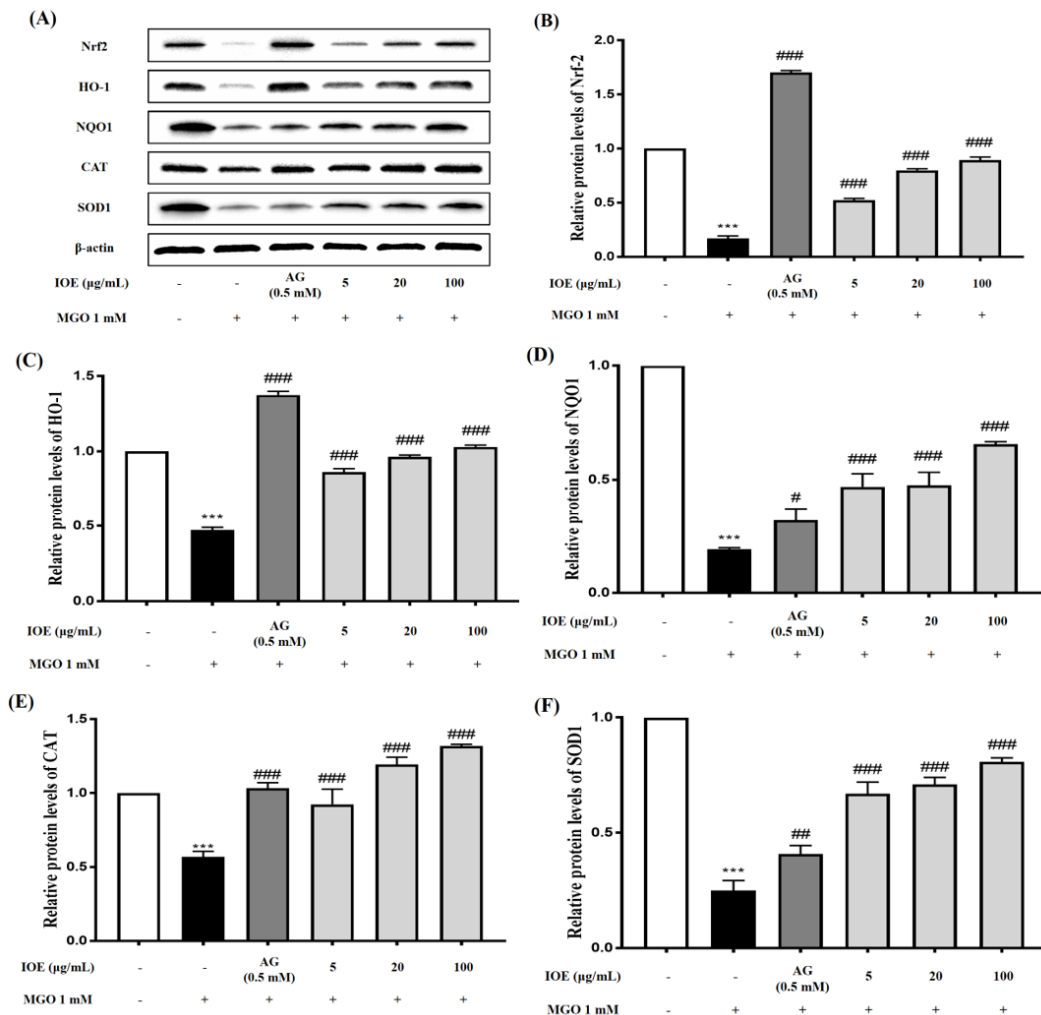 (A)
Nrf2
HO-1
NQO1
CAT
SOD1
β-actin
IOE (μg/mL) - - AG (0.5 mM) 5 20 100
MGO 1 mM - + + + + +
(B)
Relative protein levels of Nrf-2
2.0
1.5
1.0
0.5
0.0
***
###
###
###
###
IOE (μg/mL) - - AG (0.5 mM) 5 20 100
MGO 1 mM - + + + + +
(C)
Relative protein levels of HO-1
1.5
1.0
0.5
0.0
***
###
###
###
###
IOE (μg/mL) - - AG (0.5 mM) 5 20 100
MGO 1 mM - + + + + +
(D)
Relative protein levels of NQO1
1.0
0.5
0.0
***
#
###
###
###
IOE (μg/mL) - - AG (0.5 mM) 5 20 100
MGO 1 mM - + + + + +
(E)
Relative protein levels of CAT
1.5
1.0
0.5
0.0
***
###
###
###
###
IOE (μg/mL) - - AG (0.5 mM) 5 20 100
MGO 1 mM - + + + + +
(F)
Relative protein levels of SOD1
1.0
0.5
0.0
***
##
###
###
###
IOE (μg/mL) - - AG (0.5 mM) 5 20 100
MGO 1 mM - + + + + +